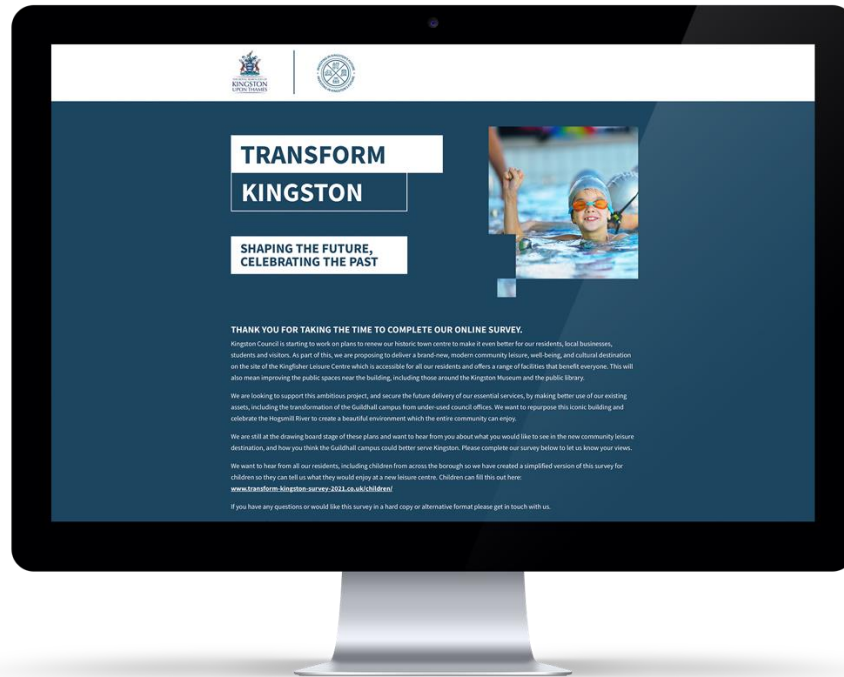 KINGSTON
UPON THAMES
TRANSFORM
KINGSTON
SHAPING THE FUTURE,
CELEBRATING THE PAST
THANK YOU FOR TAKING THE TIME TO COMPLETE OUR ONLINE SURVEY.
Kingston Council is starting to work on plans to renew our historic town centre to make it even better for our residents, local businesses,
students and visitors. As part of this, we are proposing to deliver a brand-new, modern community leisure, well-being, and cultural destination
on the site of the Kingfisher Leisure Centre which is accessible for all our residents and offers a range of facilities that benefit everyone. This will
also mean improving the public spaces near the building, including those around the Kingston Museum and the public library.
We are looking to support this ambitious project, and secure the future delivery of our essential services, by making better use of our existing
assets, including the transformation of the Guildhall campus from under-used council offices. We want to repurpose this iconic building and
celebrate the Hogsmill River to create a beautiful environment which the entire community can enjoy.
We are still at the drawing board stage of these plans and want to hear from you about what you would like to see in the new community leisure
destination, and how you think the Guildhall campus could better serve Kingston. Please complete our survey below to let us know your views.
We want to hear from all our residents, including children from across the borough so we have created a simplified version of this survey for
children so they can tell us what they would enjoy at a new leisure centre. Children can fill this out here:
www.transform-kingston-survey-2021.co.uk/children/
If you have any questions or would like this survey in a hard copy or alternative format please get in touch with us.